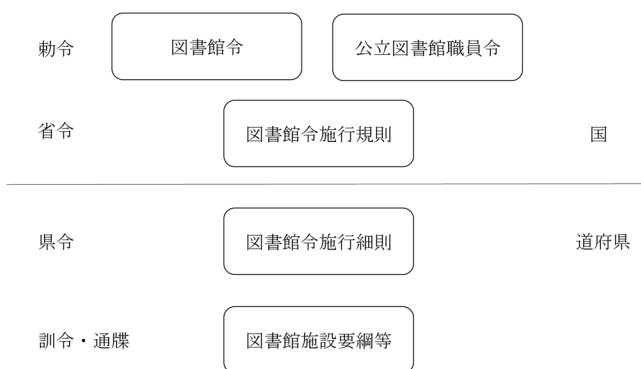 勅令 図書館令 公立図書館職員令
省令 図書館令施行規則 国
県令 図書館令施行細則 道府県
訓令・通牒 図書館施設要綱等